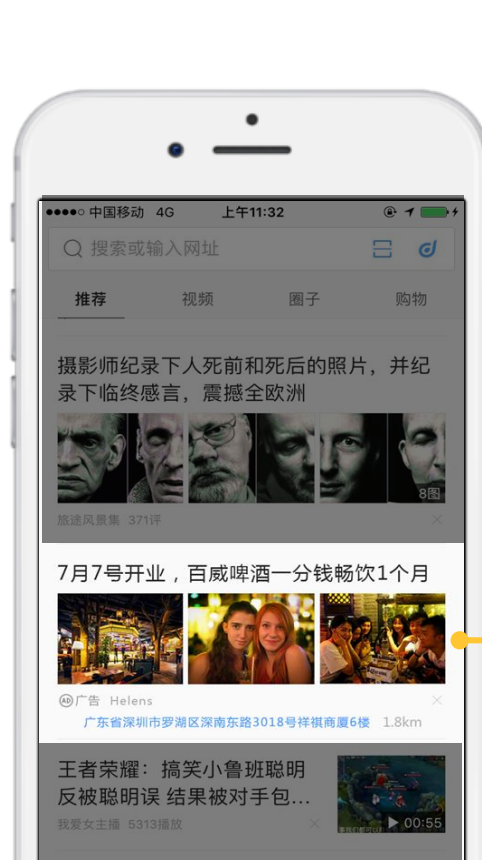 中国移动 4G 上午11:32
搜索或输入网址
推荐 视频 圈子 购物
摄影师纪录下人死前和死后的照片，并纪
录下临终感言，震撼全欧洲
8图
旅途风景集 371评
7月7号开业，百威啤酒一分钱畅饮1个月
AD 广告 Helens
广东省深圳市罗湖区深南东路3018号祥祺商厦6楼 1.8km
王者荣耀：搞笑小鲁班聪明
反被聪明误 结果被对手包...
00:55
我爱女主播 5313播放